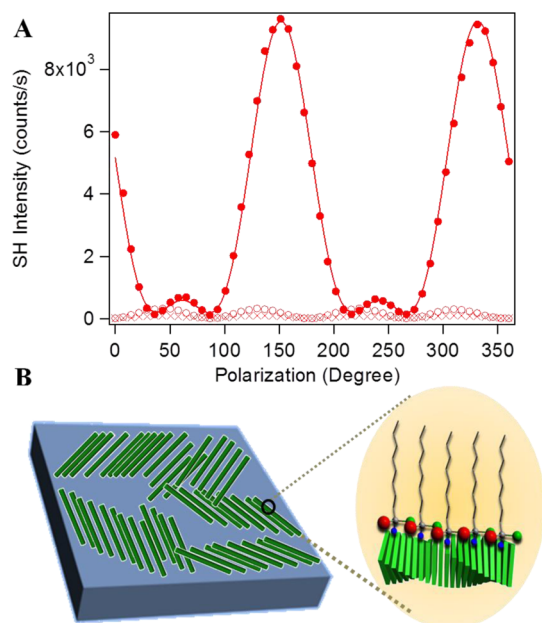 A
SH Intensity (counts/s)
8x10³
6
4
2
0
0 50 100 150 200 250 300 350
Polarization (Degree)
B